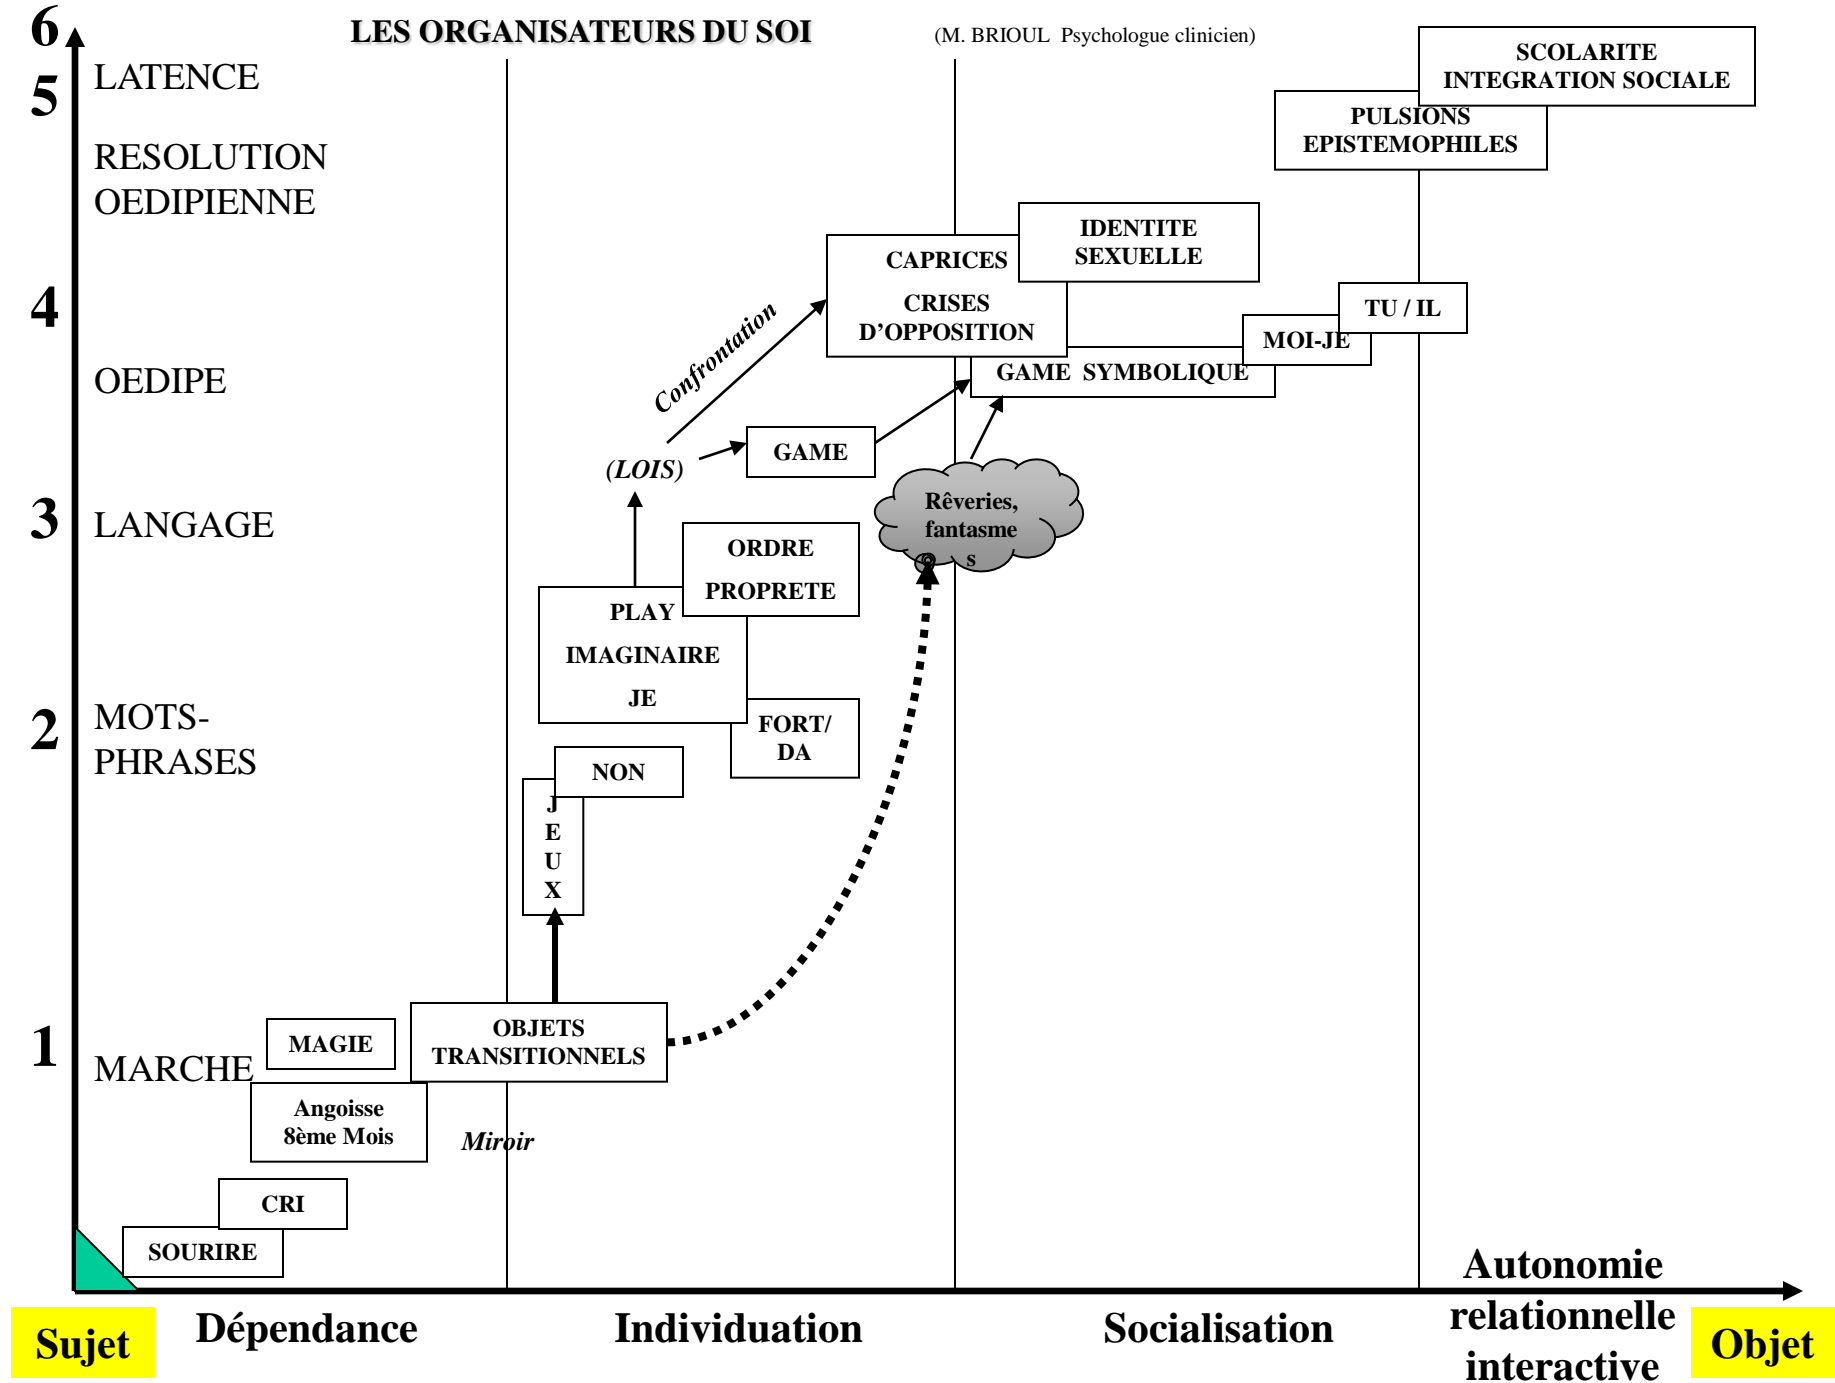 6
LES ORGANISATEURS DU SOI
(M. BRIOUL Psychologue clinicien)
SCOLARITE
INTEGRATION SOCIALE
LATENCE
5
PULSIONS
EPISTEMOPHILES
RESOLUTION
OEDIPIENNE
IDENTITE
SEXUELLE
CAPRICES
CRISES
D’OPPOSITION
4
TU / IL
MOI-JE
Confrontation
OEDIPE
GAME SYMBOLIQUE
GAME
(LOIS)
3
LANGAGE
Rêveries,
fantasme
s
ORDRE
PROPRETE
PLAY
IMAGINAIRE
JE
2
MOTS-
PHRASES
FORT/
DA
NON
J
E
U
X
1
MARCHE
MAGIE
OBJETS
TRANSITIONNELS
Angoisse
8ème Mois
Miroir
CRI
SOURIRE
Sujet
Dépendance
Individuation
Socialisation
Autonomie
relationnelle
interactive
Objet